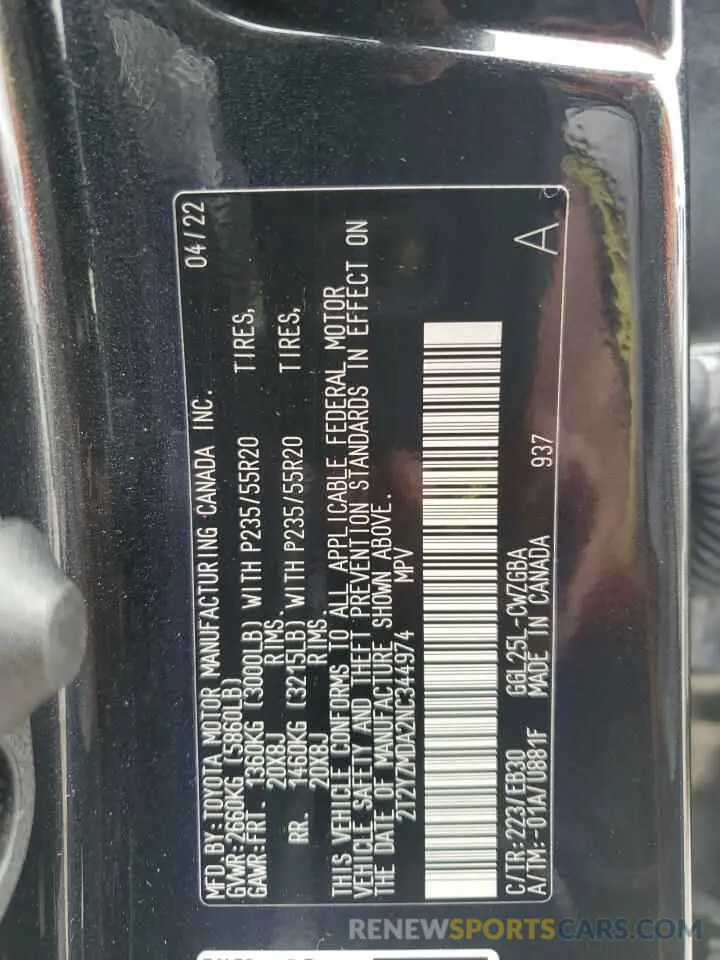 MFD. BY: TOYOTA MOTOR MANUFACTURING CANADA INC. 04/22
GVWR: 2660KG (5860LB)
GAWR: FRT. 1360KG (3000LB) WITH P235/55R20 TIRES,
20X8J RIMS.
RR. 1460KG (3215LB) WITH P235/55R20 TIRES,
20X8J RIMS.
THIS VEHICLE CONFORMS TO ALL APPLICABLE FEDERAL MOTOR
VEHICLE SAFETY AND THEFT PREVENTION STANDARDS IN EFFECT ON
THE DATE OF MANUFACTURE SHOWN ABOVE.
2T2YZMDA2NC344974 MPV
C/TR: 223/EB30 GGL25L-CWZGBA
A/TM: -01A/U881F MADE IN CANADA 937 A
RENEWSPORTSCARS.COM